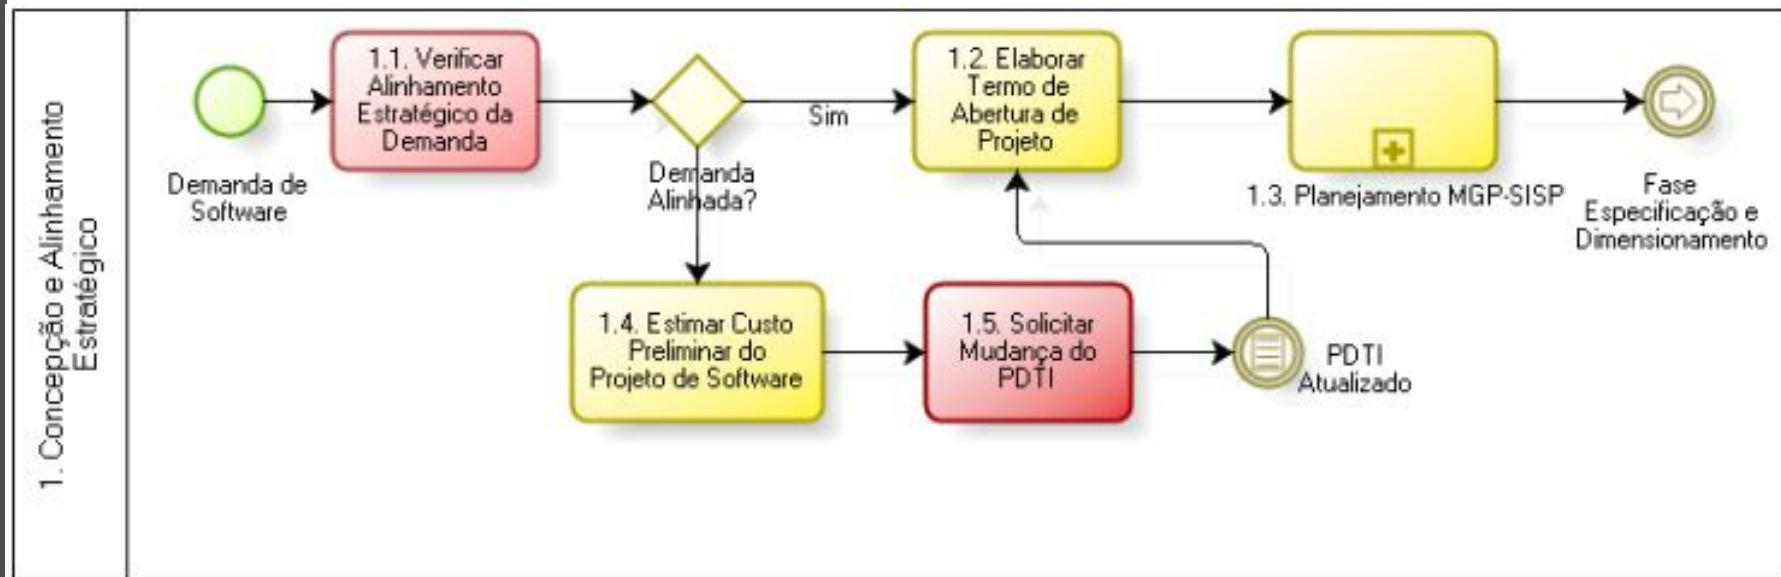 1. Concepção e Alinhamento
Estratégico
Demanda de
Software
1.1. Verificar
Alinhamento
Estratégico da
Demanda
Demanda
Alinhada?
Sim
1.2. Elaborar
Termo de
Abertura de
Projeto
1.3. Planejamento MGP-SISP
Fase
Especificação e
Dimensionamento
1.4. Estimar Custo
Preliminar do
Projeto de Software
1.5. Solicitar
Mudança do
PDTI
PDTI
Atualizado